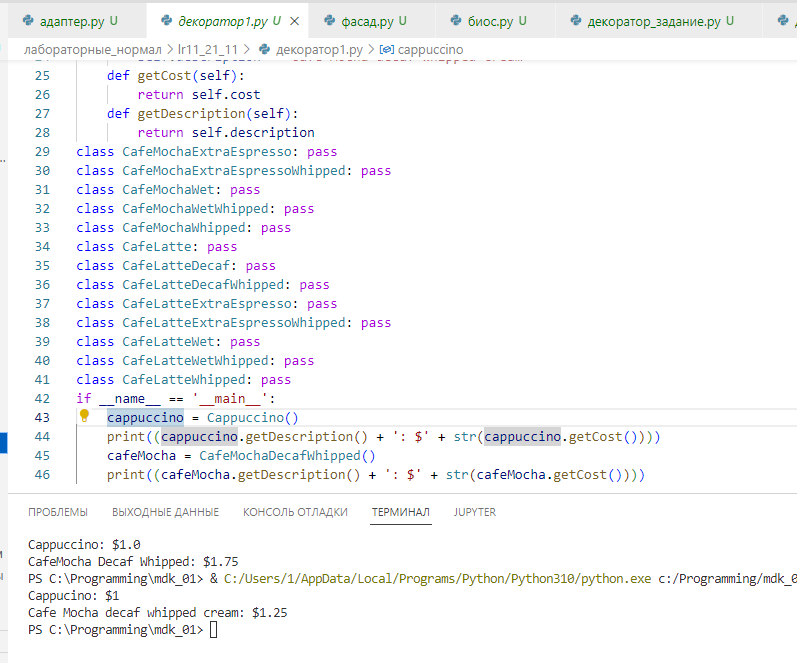 адаптер.py U декоратор1.py U × фасад.py U биос.py U декоратор_задание.py U
лабораторные_нормал > lr11_21_11 > декоратор1.py > cappuccino
25 def getCost(self):
26 return self.cost
27 def getDescription(self):
28 return self.description
29 class CafeMochaExtraEspresso: pass
30 class CafeMochaExtraEspressoWhipped: pass
31 class CafeMochaWet: pass
32 class CafeMochaWetWhipped: pass
33 class CafeMochaWhipped: pass
34 class CafeLatte: pass
35 class CafeLatteDecaf: pass
36 class CafeLatteDecafWhipped: pass
37 class CafeLatteExtraEspresso: pass
38 class CafeLatteExtraEspressoWhipped: pass
39 class CafeLatteWet: pass
40 class CafeLatteWetWhipped: pass
41 class CafeLatteWhipped: pass
42 if __name__ == '__main__':
43 cappuccino = Cappuccino()
44 print((cappuccino.getDescription() + ': $' + str(cappuccino.getCost())))
45 cafeMocha = CafeMochaDecafWhipped()
46 print((cafeMocha.getDescription() + ': $' + str(cafeMocha.getCost())))
ПРОБЛЕМЫ ВЫХОДНЫЕ ДАННЫЕ КОНСОЛЬ ОТЛАДКИ ТЕРМИНАЛ JUPYTER
Cappuccino: $1.0
CafeMocha Decaf Whipped: $1.75
PS C:\Programming\mdk_01> & C:/Users/1/AppData/Local/Programs/Python/Python310/python.exe c:/Programming/mdk_0
Cappucino: $1
Cafe Mocha decaf whipped cream: $1.25
PS C:\Programming\mdk_01>